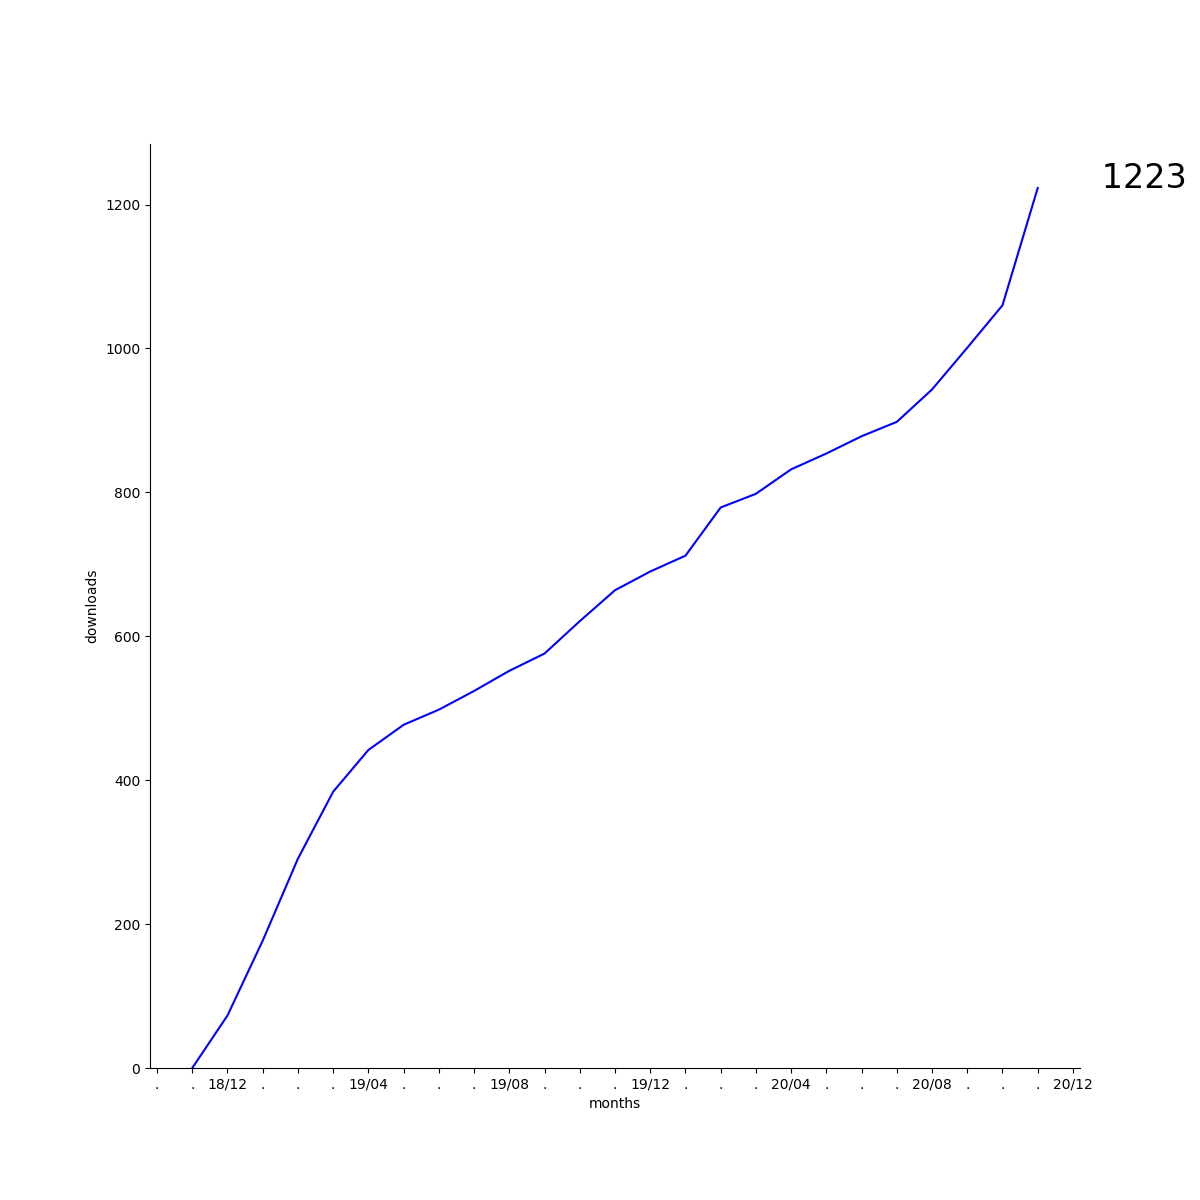 1223
1200
1000
800
600
400
200
0
downloads
. . 18/12 . . . 19/04 . . . 19/08 . . . 19/12 . . . 20/04 . . . 20/08 . . . 20/12
months